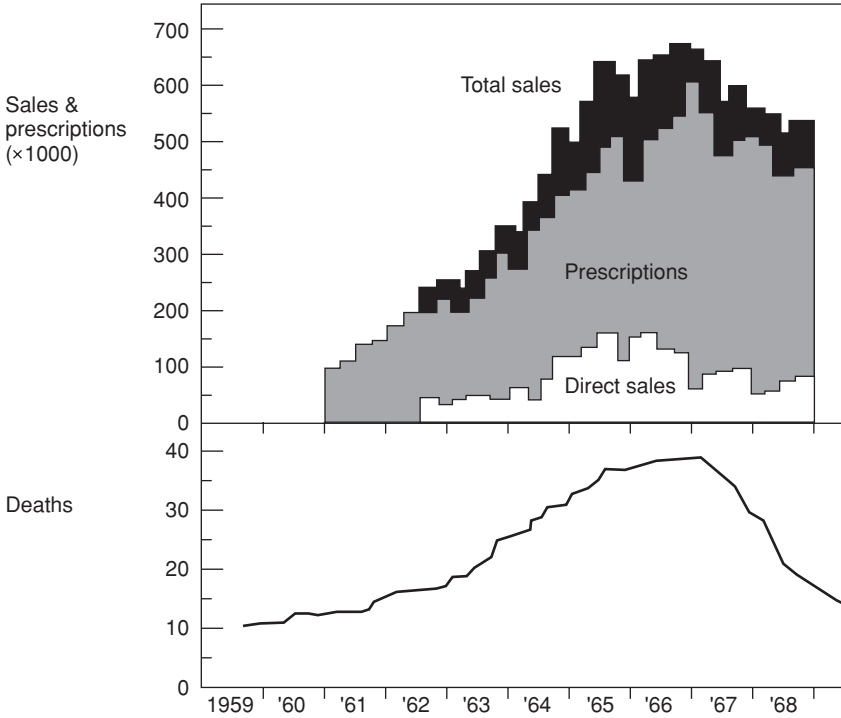 700
600
500
400
300
200
100
0
Sales &
prescriptions
(×1000)
Total sales
Prescriptions
Direct sales
40
30
20
10
0
Deaths
1959 '60 '61 '62 '63 '64 '65 '66 '67 '68